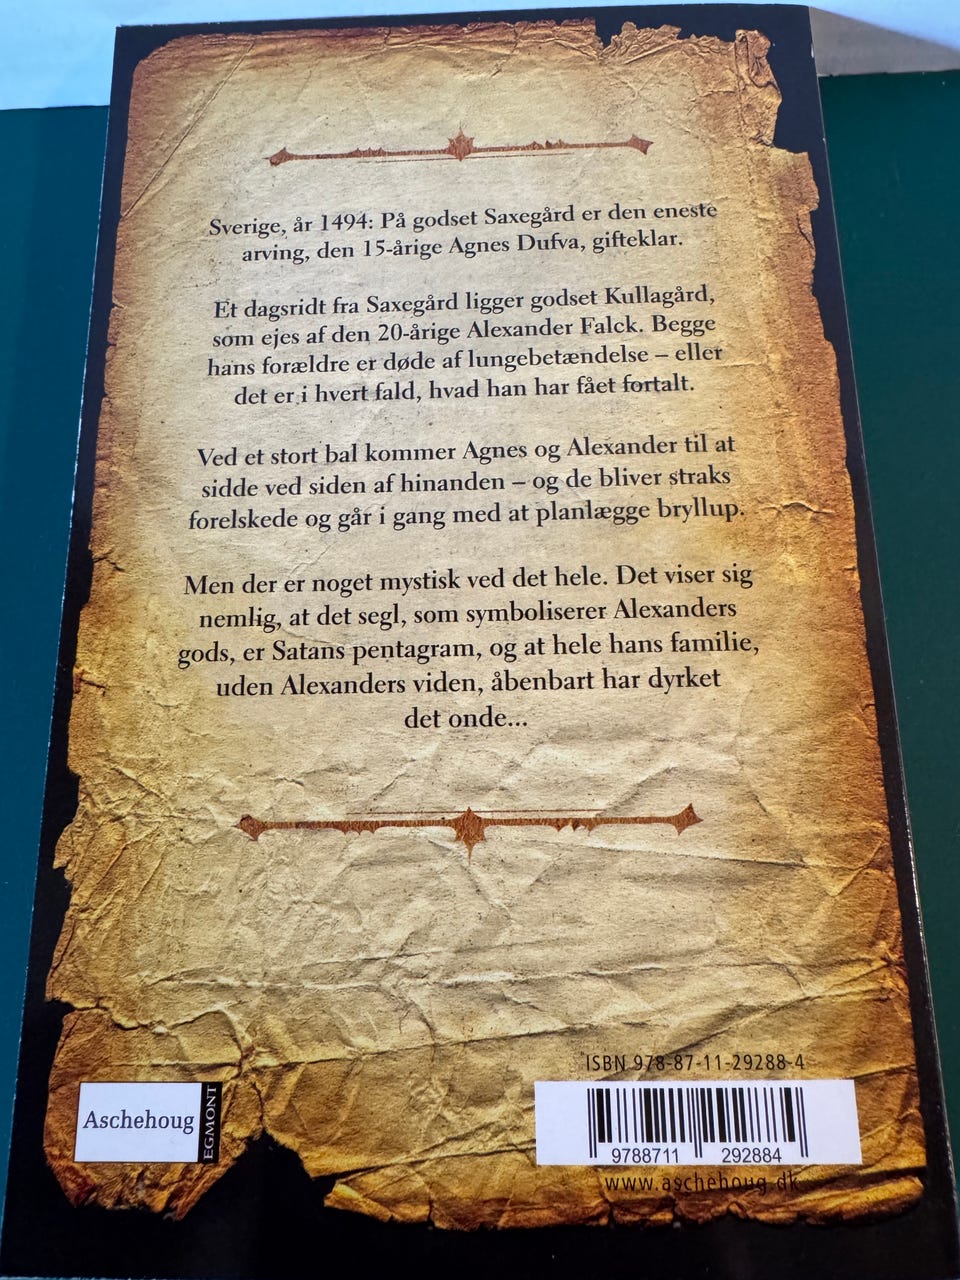 Sverige, år 1494: På godset Saxegård er den eneste
arving, den 15-årige Agnes Dufva, gifteklar.
Et dagsridt fra Saxegård ligger godset Kullagård,
som ejes af den 20-årige Alexander Falck. Begge
hans forældre er døde af lungebetændelse – eller
det er i hvert fald, hvad han har fået fortalt.
Ved et stort bal kommer Agnes og Alexander til at
sidde ved siden af hinanden – og de bliver straks
forelskede og går i gang med at planlægge bryllup.
Men der er noget mystisk ved det hele. Det viser sig
nemlig, at det segl, som symboliserer Alexanders
gods, er Satans pentagram, og at hele hans familie,
uden Alexanders viden, åbenbart har dyrket
det onde...
ISBN 978-87-11-29288-4
Aschehoug
EGMONT
9788711 292884
www.aschehoug.dk